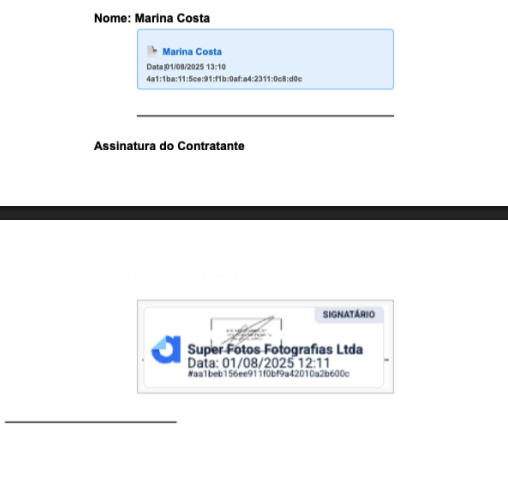 Nome: Marina Costa
Marina Costa
Data|01/08/2025 13:10
4a1:1ba:11:5ce:91:f1b:0af:a4:2311:0c8:d0c
Assinatura do Contratante
SIGNATÁRIO
Super Fotos Fotografias Ltda
Data: 01/08/2025 12:11
#aa1beb156ee911f0bf9a42010a2b600c